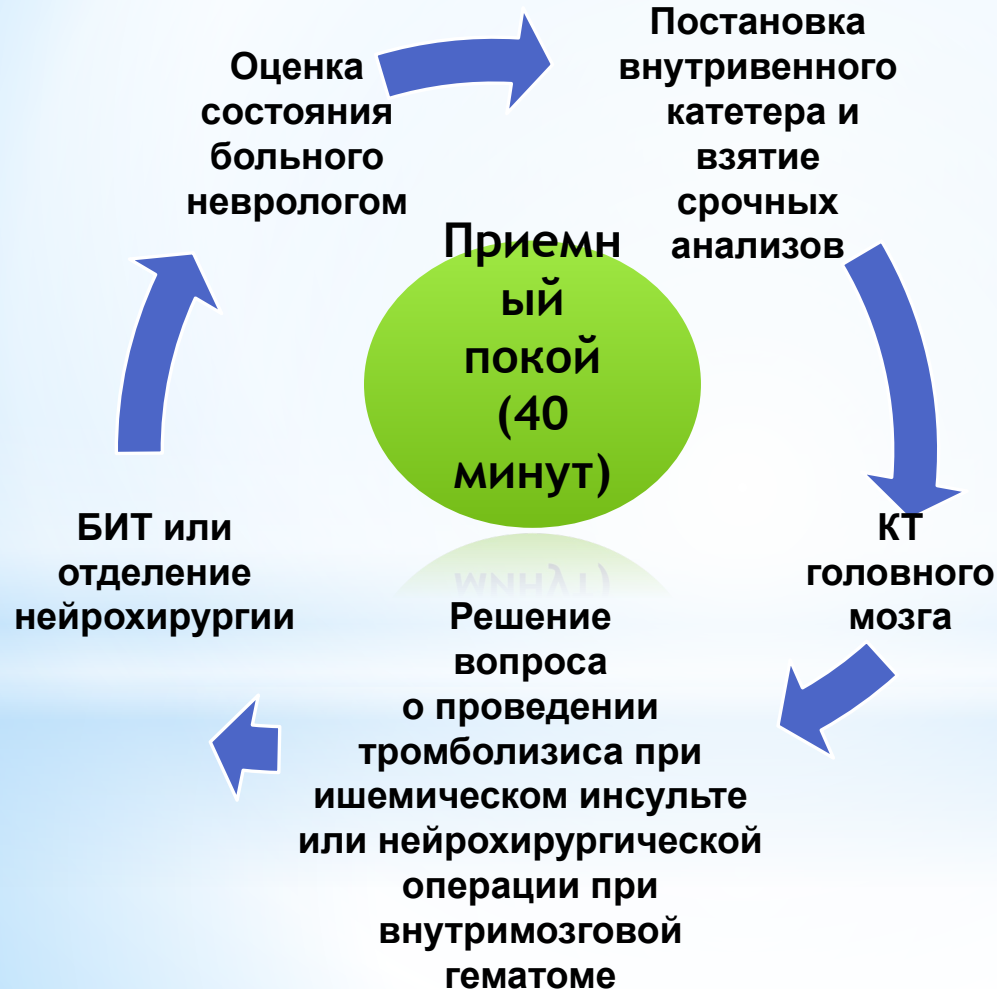 Оценка
состояния
больного
неврологом
Постановка
внутривенного
катетера и
взятие
срочных
анализов
КТ
головного
мозга
Решение
вопроса
о проведении
тромболизиса при
ишемическом инсульте
или нейрохирургической
операции при
внутримозговой
гематоме
БИТ или
отделение
нейрохирургии
Приемн
ый
покой
(40
минут)